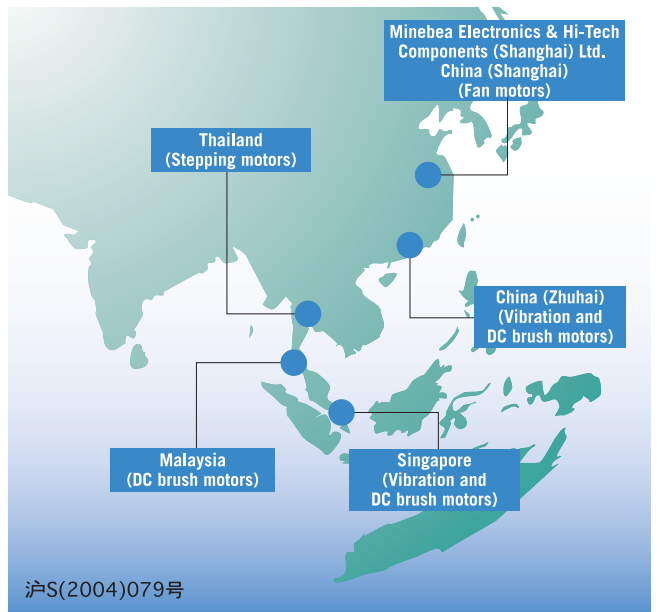 Minebea Electronics & Hi-Tech
Components (Shanghai) Ltd.
China (Shanghai)
(Fan motors)
Thailand
(Stepping motors)
China (Zhuhai)
(Vibration and
DC brush motors)
Malaysia
(DC brush motors)
Singapore
(Vibration and
DC brush motors)
沪S(2004)079号